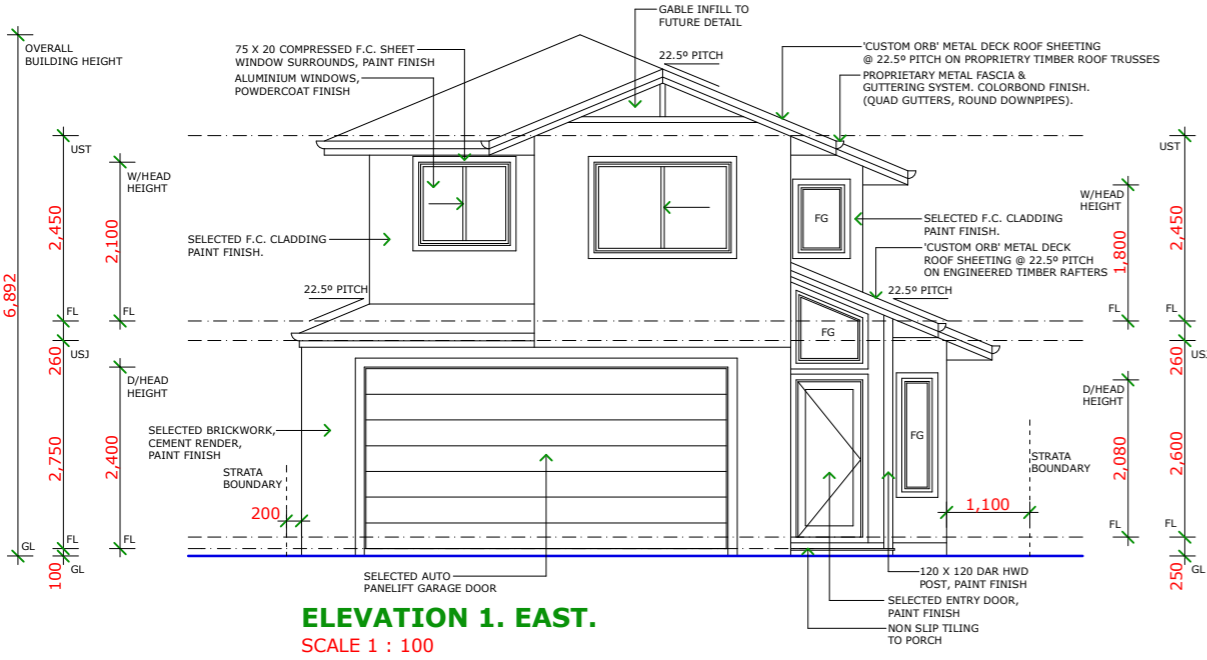 GABLE INFILL TO
FUTURE DETAIL
OVERALL
BUILDING HEIGHT
75 X 20 COMPRESSED F.C. SHEET
WINDOW SURROUNDS, PAINT FINISH
ALUMINIUM WINDOWS,
POWDERCOAT FINISH
22.5º PITCH
'CUSTOM ORB' METAL DECK ROOF SHEETING
@ 22.5º PITCH ON PROPRIETRY TIMBER ROOF TRUSSES
PROPRIETARY METAL FASCIA &
GUTTERING SYSTEM. COLORBOND FINISH.
(QUAD GUTTERS, ROUND DOWNPIPES).
UST
UST
W/HEAD
HEIGHT
W/HEAD
HEIGHT
2,450
2,100
1,800
2,450
FG
SELECTED F.C. CLADDING
PAINT FINISH.
SELECTED F.C. CLADDING
PAINT FINISH.
'CUSTOM ORB' METAL DECK
ROOF SHEETING @ 22.5º PITCH
ON ENGINEERED TIMBER RAFTERS
6,892
22.5º PITCH
22.5º PITCH
FL
FL
FL
FL
FG
260
USJ
260
USJ
D/HEAD
HEIGHT
D/HEAD
HEIGHT
2,750
2,400
2,080
2,600
SELECTED BRICKWORK,
CEMENT RENDER,
PAINT FINISH
FG
STRATA
BOUNDARY
STRATA
BOUNDARY
200
1,100
FL
FL
FL
FL
GL
GL
GL
100
250
SELECTED AUTO
PANELIFT GARAGE DOOR
120 X 120 DAR HWD
POST, PAINT FINISH
SELECTED ENTRY DOOR,
PAINT FINISH
NON SLIP TILING
TO PORCH
ELEVATION 1. EAST.
SCALE 1 : 100